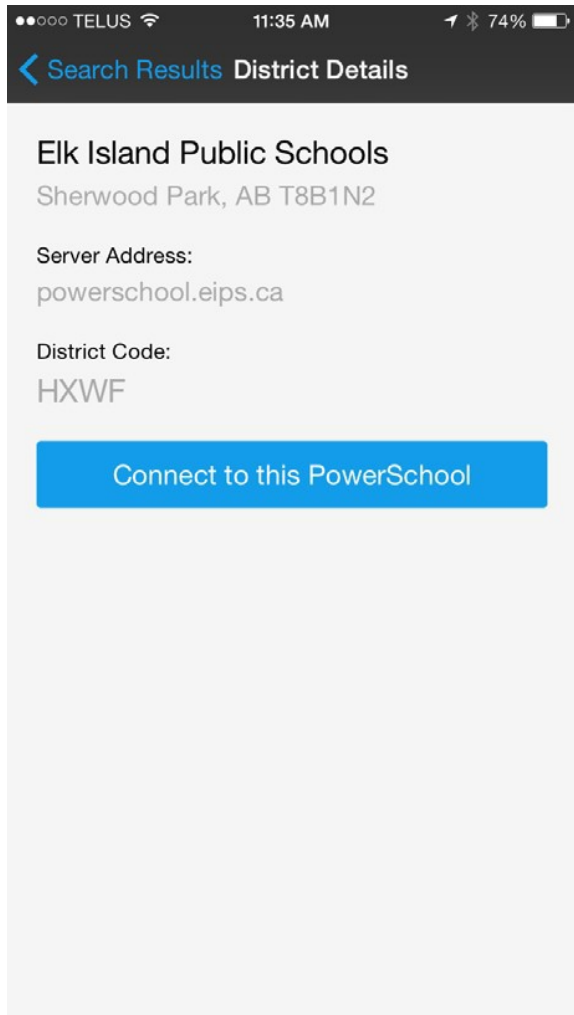 TELUS 11:35 AM 74%
Search Results District Details
Elk Island Public Schools
Sherwood Park, AB T8B1N2
Server Address:
powerschool.eips.ca
District Code:
HXWF
Connect to this PowerSchool